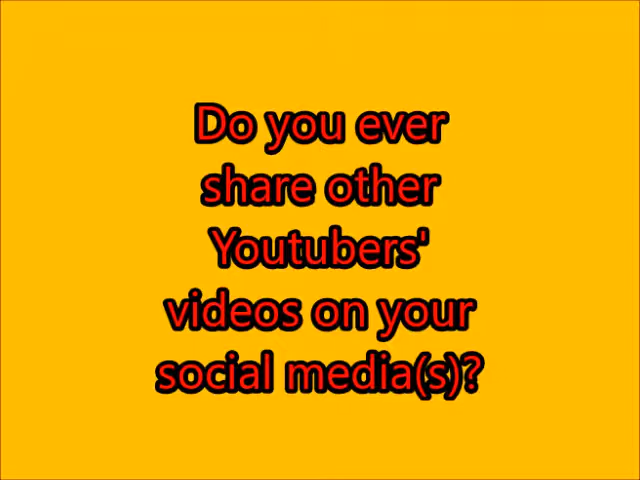 Do you ever
share other
Youtubers'
videos on your
social media(s)?